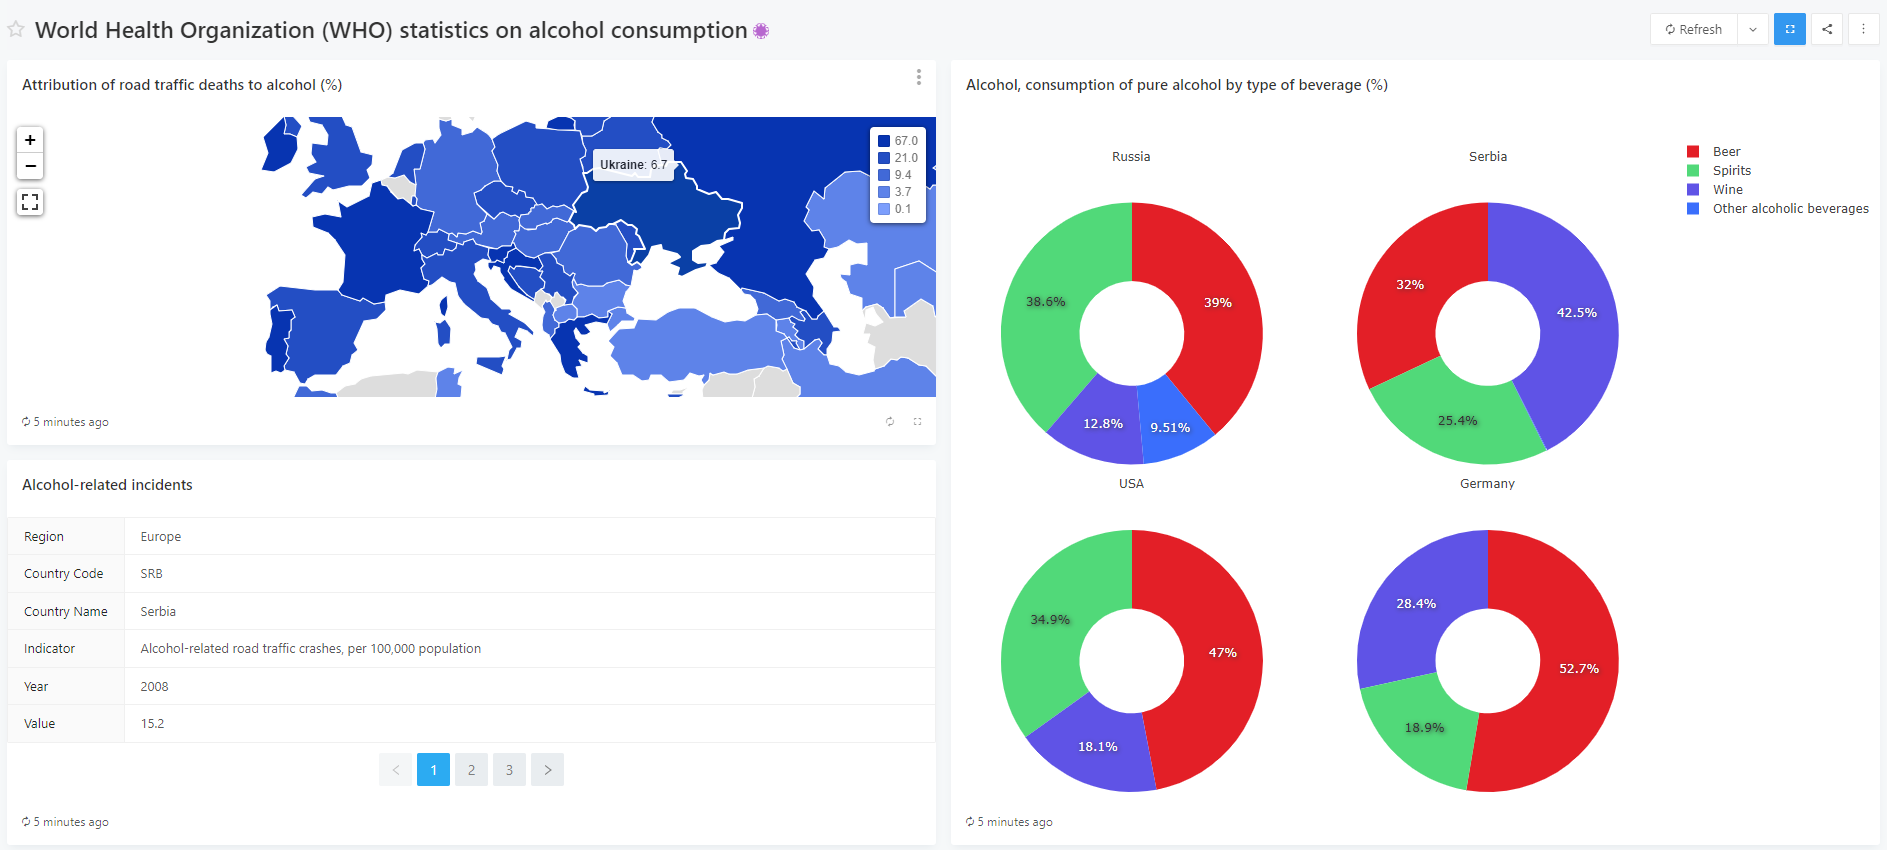 World Health Organization (WHO) statistics on alcohol consumption
Refresh
Attribution of road traffic deaths to alcohol (%)
+
−
Ukraine: 6.7
67.0
21.0
9.4
3.7
0.1
5 minutes ago
Alcohol-related incidents
Region Europe
Country Code SRB
Country Name Serbia
Indicator Alcohol-related road traffic crashes, per 100,000 population
Year 2008
Value 15.2
< 1 2 3 >
5 minutes ago
Alcohol, consumption of pure alcohol by type of beverage (%)
Russia
38.6%
39%
12.8%
9.51%
Serbia
32%
42.5%
25.4%
Beer
Spirits
Wine
Other alcoholic beverages
USA
34.9%
47%
18.1%
Germany
28.4%
52.7%
18.9%
5 minutes ago